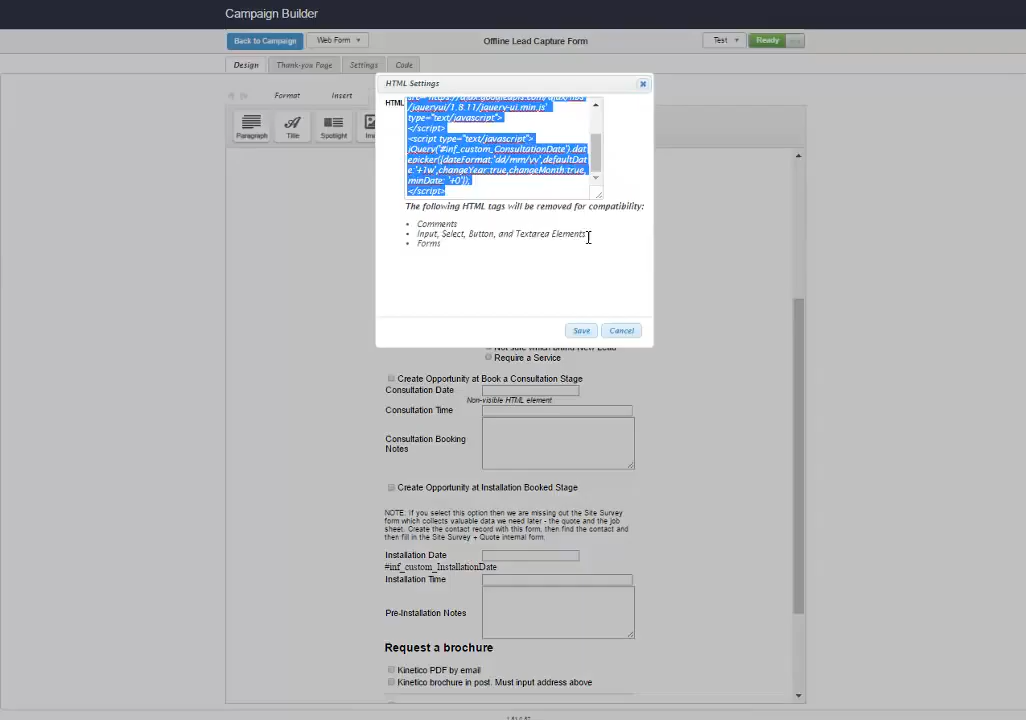 Campaign Builder
Back to Campaign
Web Form
Offline Lead Capture Form
Test
Ready
Design
Thank-you Page
Settings
Code
HTML Settings
Format
Insert
HTML
/jqueryui/1.8.11/jquery-ui.min.js'
type="text/javascript">
</script>
<script type="text/javascript">
jQuery('#inf_custom_ConsultationDate').dat
epicker({dateFormat:'dd/mm/yy',defaultDat
e:'+1w',changeYear:true,changeMonth:true,
minDate: '+0'});
</script>
Paragraph
Title
Spotlight
The following HTML tags will be removed for compatibility:
• Comments
• Input, Select, Button, and Textarea Elements
• Forms
Save
Cancel
Not sure which brand New Lead
Require a Service
Create Opportunity at Book a Consultation Stage
Consultation Date
Non-visible HTML element
Consultation Time
Consultation Booking
Notes
Create Opportunity at Installation Booked Stage
NOTE: If you select this option then we are missing out the Site Survey
form which collects valuable data we need later - the quote and the job
sheet. Create the contact record with this form, then find the contact and
then fill in the Site Survey + Quote internal form.
Installation Date
#inf_custom_InstallationDate
Installation Time
Pre-Installation Notes
Request a brochure
Kinetico PDF by email
Kinetico brochure in post. Must input address above